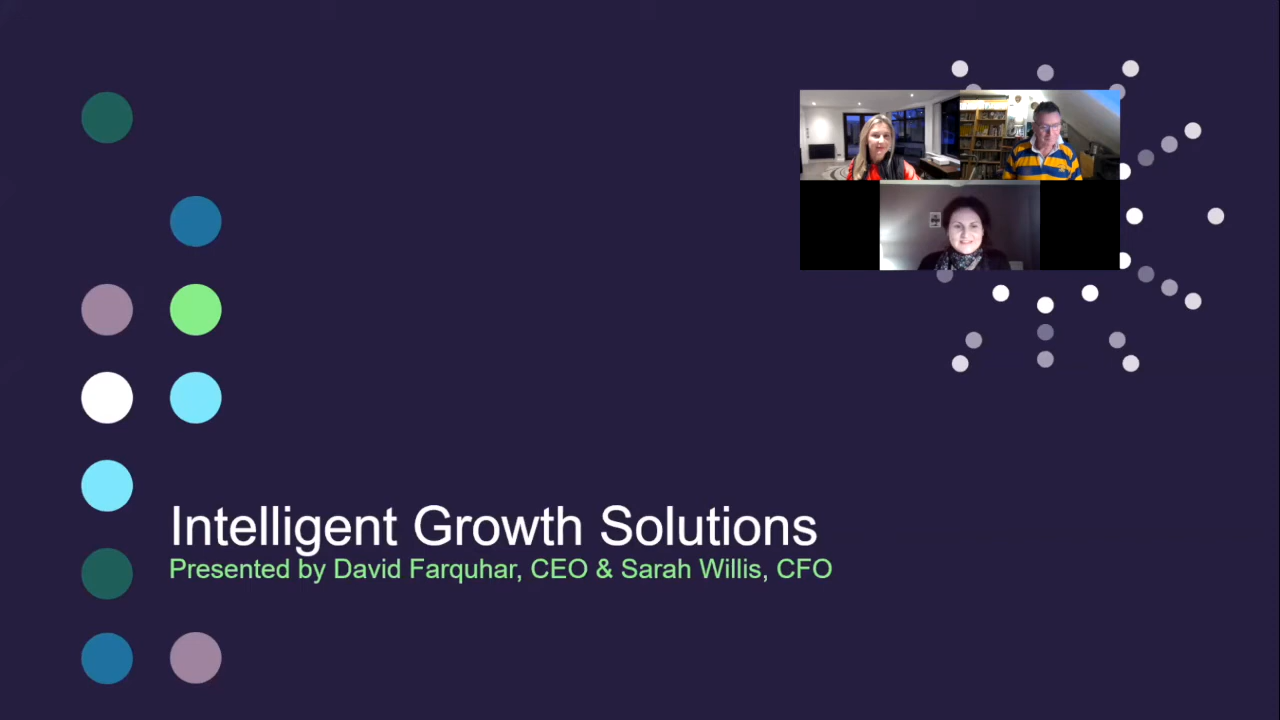 Intelligent Growth Solutions
Presented by David Farquhar, CEO & Sarah Willis, CFO